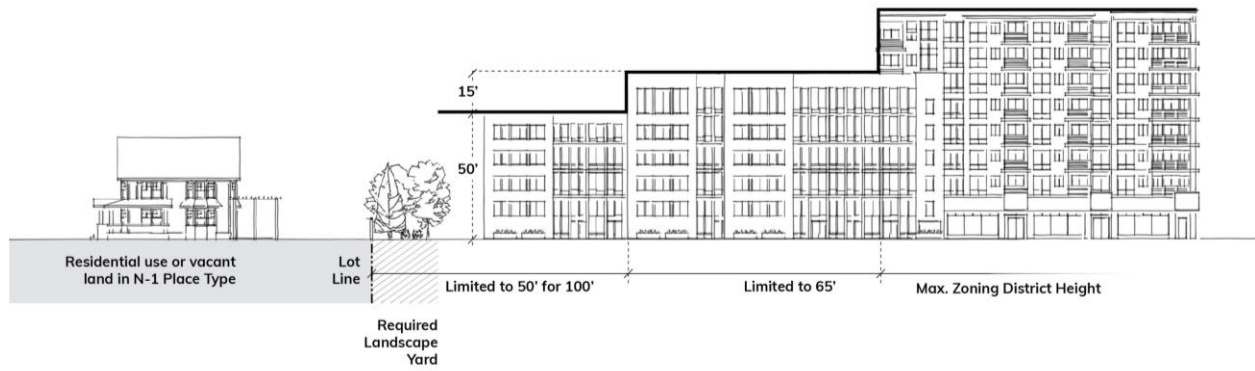 15'
50'
Residential use or vacant
land in N-1 Place Type
Lot
Line
Limited to 50' for 100'
Limited to 65'
Max. Zoning District Height
Required
Landscape
Yard